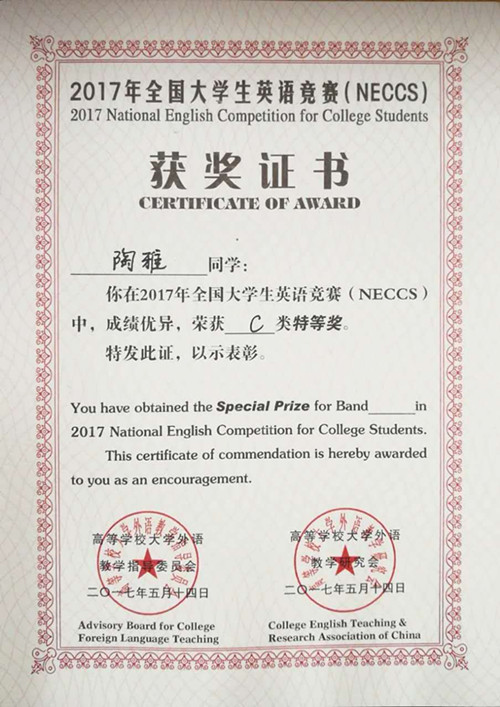 2017年全国大学生英语竞赛(NECCS)
2017 National English Competition for College Students
获奖证书
CERTIFICATE OF AWARD
陶雅 同学:
你在2017年全国大学生英语竞赛(NECCS)
中,成绩优异,荣获 C 类特等奖。
特发此证,以示表彰。
You have obtained the Special Prize for Band______in
2017 National English Competition for College Students.
This certificate of commendation is hereby awarded
to you as an encouragement.
高等学校大学外语
教学指导委员会
二〇一七年五月十四日
Advisory Board for College
Foreign Language Teaching
高等学校大学外语
教学研究会
二〇一七年五月十四日
College English Teaching &
Research Association of China